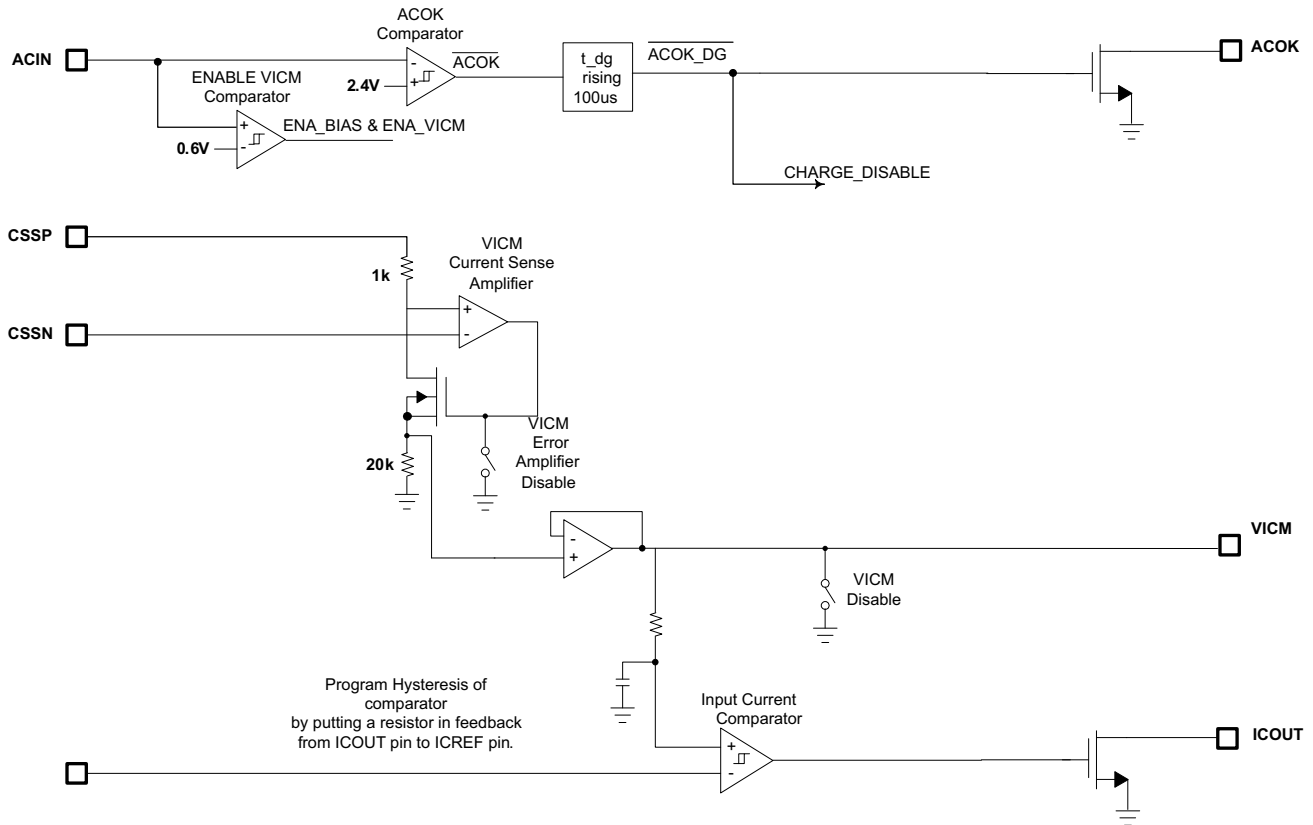 ACOK
Comparator
ACIN
ACOK
t_dg
rising
100us
ACOK_DG
ACOK
-
+
2.4V
ENABLE VICM
Comparator
+
-
0.6V
ENA_BIAS & ENA_VICM
CHARGE_DISABLE
CSSP
1k
VICM
Current Sense
Amplifier
+
-
CSSN
VICM
Error
Amplifier
Disable
20k
-
+
VICM
VICM
Disable
Program Hysteresis of
comparator
by putting a resistor in feedback
from ICOUT pin to ICREF pin.
Input Current
Comparator
+
-
ICOUT